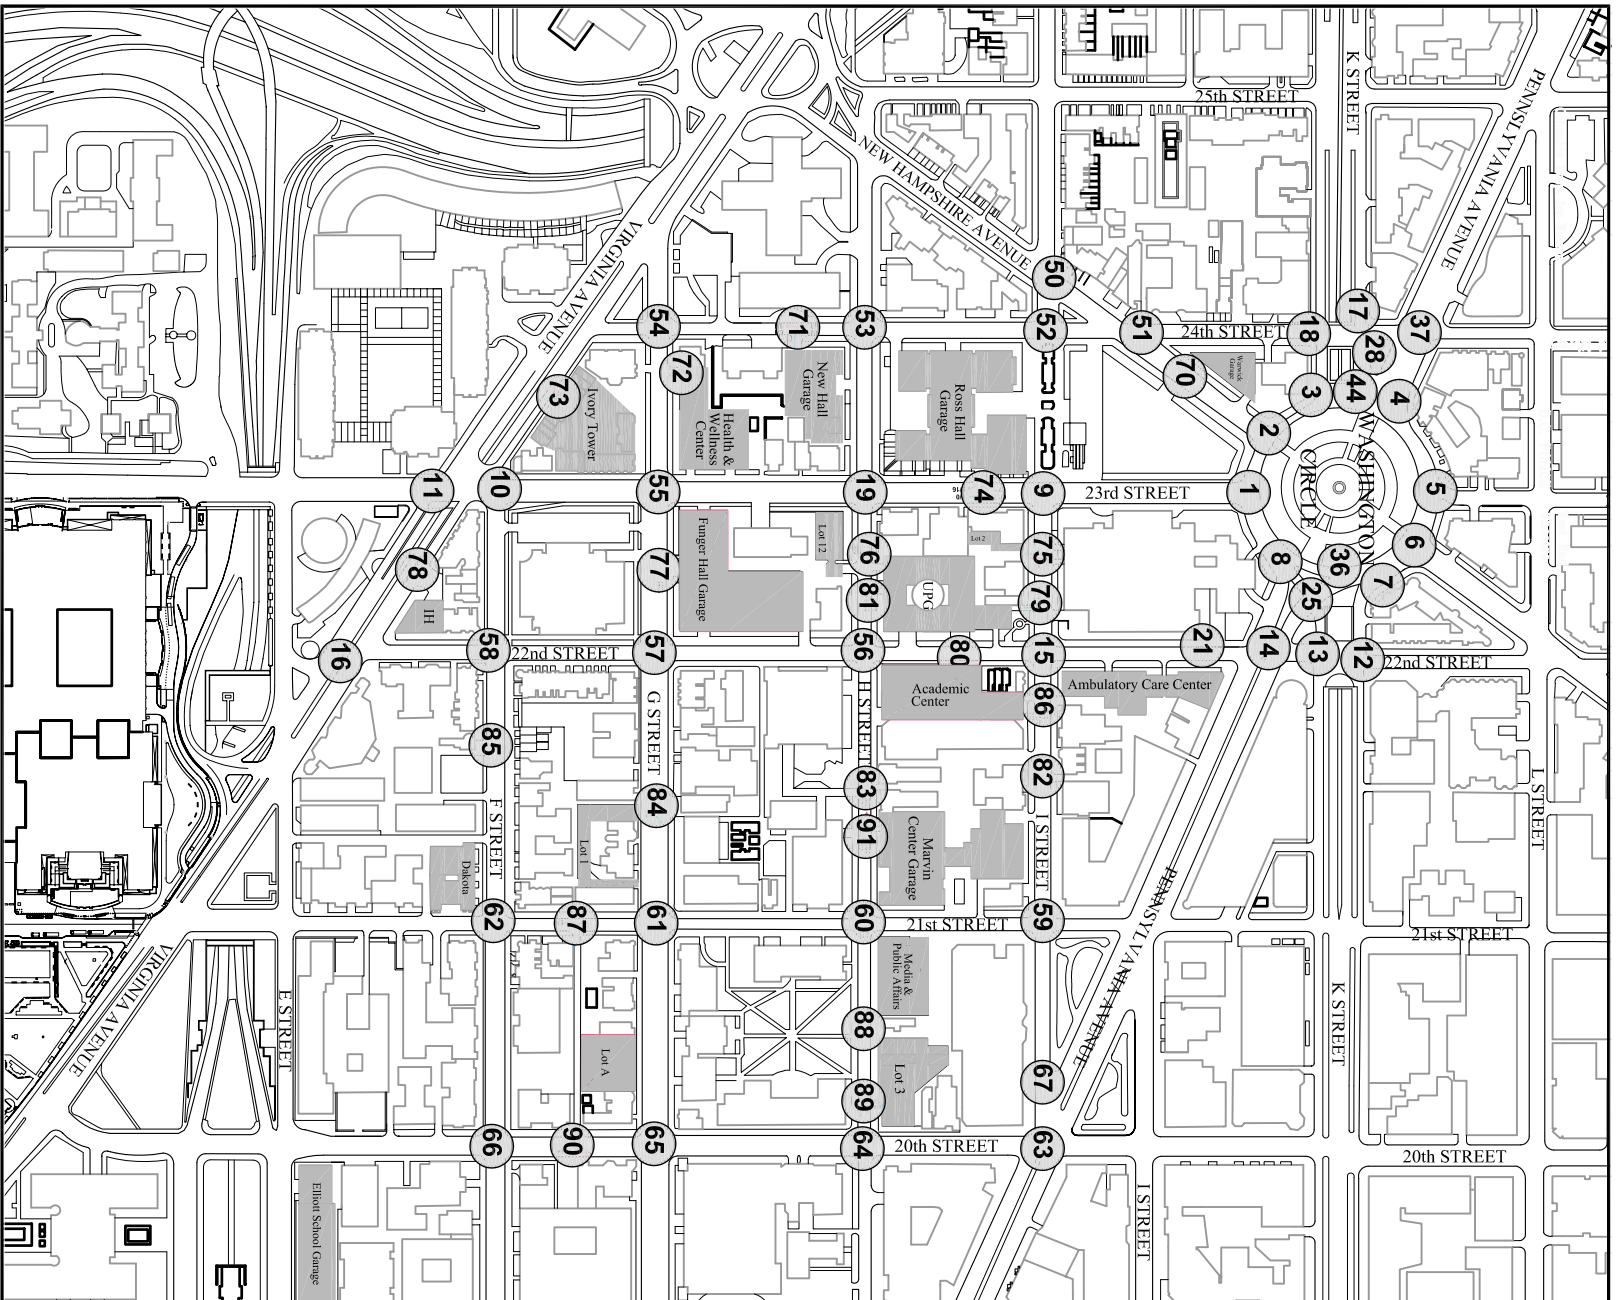 25th STREET
K STREET
PENNSLYVANIA AVENUE
NEW HAMPSHIRE AVENUE
VIRGINIA AVENUE
50
17
54
71
53
52
51
24th STREET
18
37
28
72
New Hall
Garage
Ross Hall
Garage
70
Warwick
Garage
3
44
4
73
Ivory Tower
Health &
Wellness
Center
2
WASHINGTON
CIRCLE
11
10
55
19
74
9
23rd STREET
1
5
Funger Hall Garage
Lot 12
Lot 2
6
78
77
76
75
8
36
7
UPG
81
79
25
IH
16
58
22nd STREET
57
56
80
15
21
14
13
12
22nd STREET
Academic
Center
Ambulatory Care Center
86
G STREET
H STREET
85
83
82
84
F STREET
91
I STREET
L STREET
Lot 1
Marvin
Center Garage
Dakota
PENNSYLVANIA AVENUE
62
87
61
60
21st STREET
59
21st STREET
VIRGINIA AVENUE
Media &
Public Affairs
E STREET
K STREET
88
Lot A
Lot 3
67
89
66
90
65
64
20th STREET
63
20th STREET
Elliott School Garage
I STREET